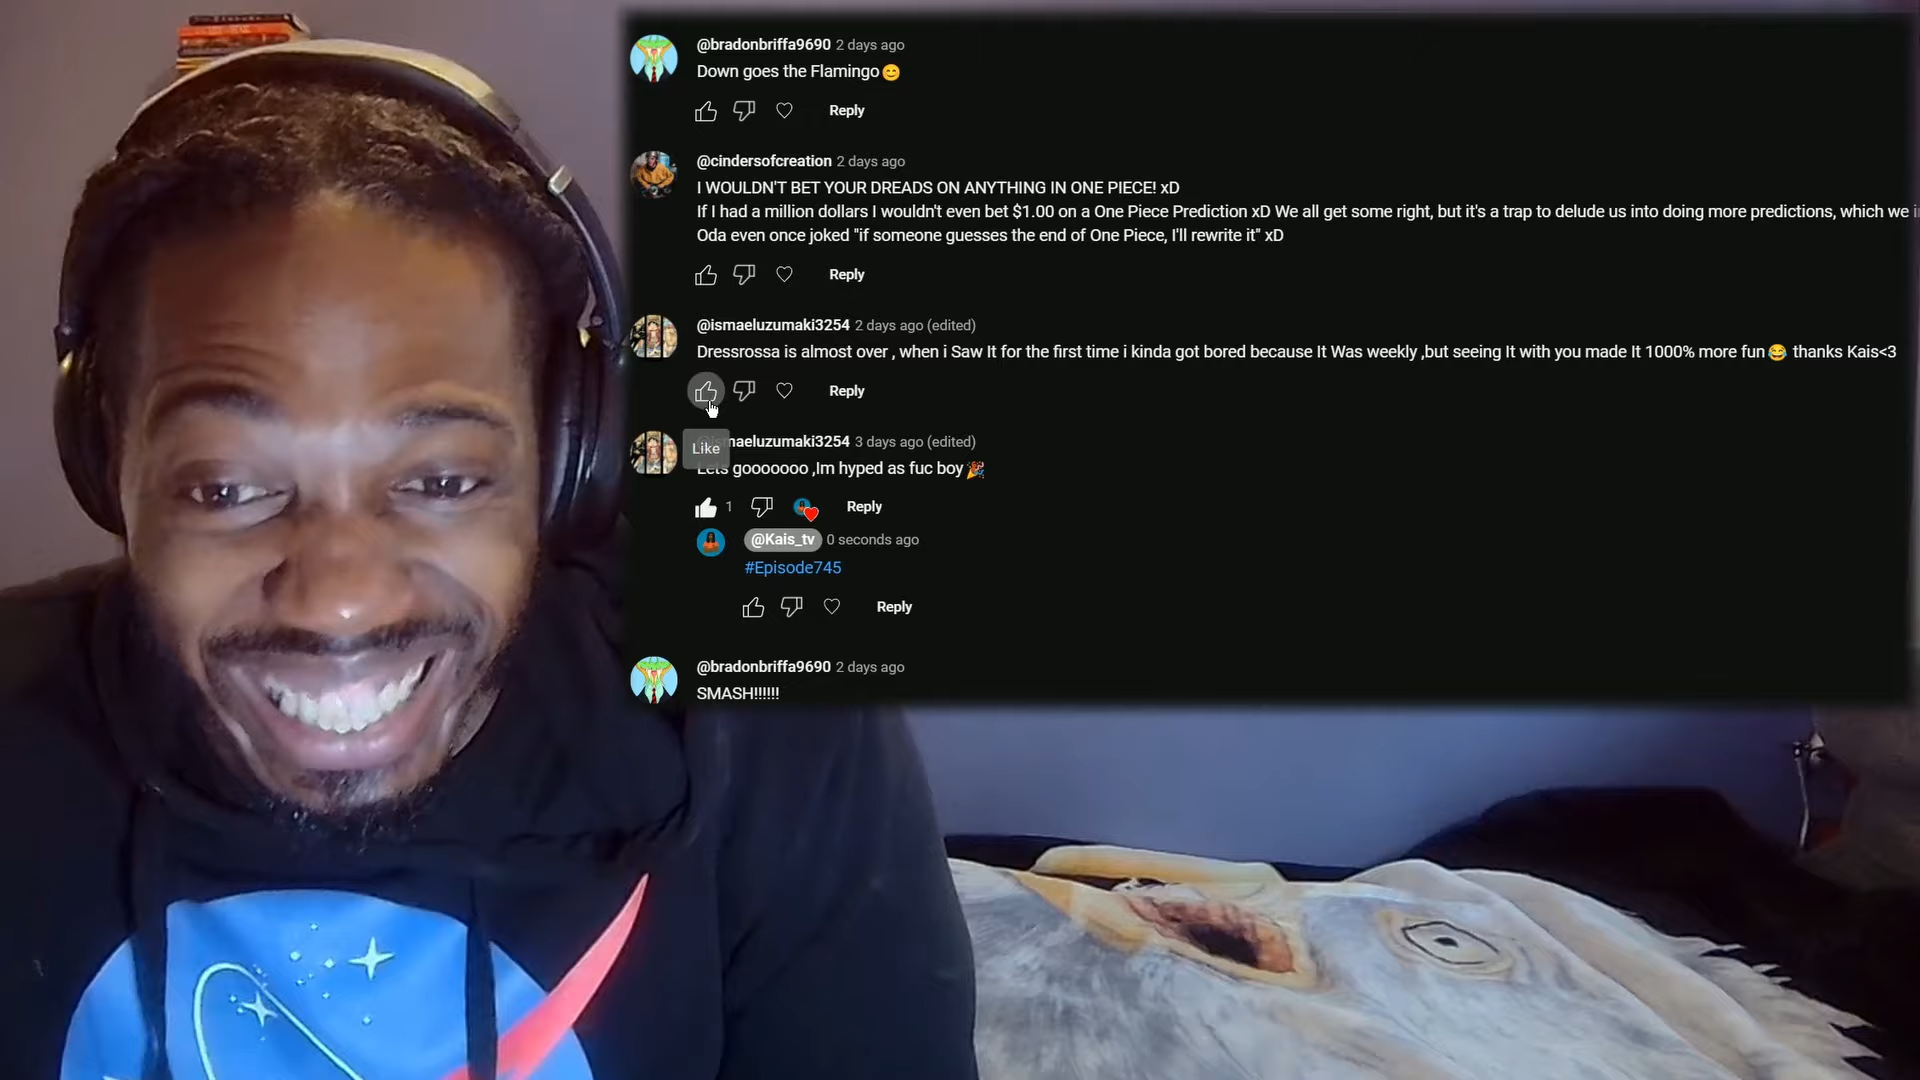 @bradonbriffa9690 2 days ago
Down goes the Flamingo😊
Reply
@cindersofcreation 2 days ago
I WOULDN'T BET YOUR DREADS ON ANYTHING IN ONE PIECE! xD
If I had a million dollars I wouldn't even bet $1.00 on a One Piece Prediction xD We all get some right, but it's a trap to delude us into doing more predictions, which we
Oda even once joked "if someone guesses the end of One Piece, I'll rewrite it" xD
Reply
@ismaeluzumaki3254 2 days ago (edited)
Dressrossa is almost over , when i Saw It for the first time i kinda got bored because It Was weekly ,but seeing It with you made It 1000% more fun😂 thanks Kais<3
Reply
Like
@ismaeluzumaki3254 3 days ago (edited)
Lets gooooooo ,Im hyped as fuc boy🎉
1 Reply
@Kais_tv 0 seconds ago
#Episode745
Reply
@bradonbriffa9690 2 days ago
SMASH!!!!!!